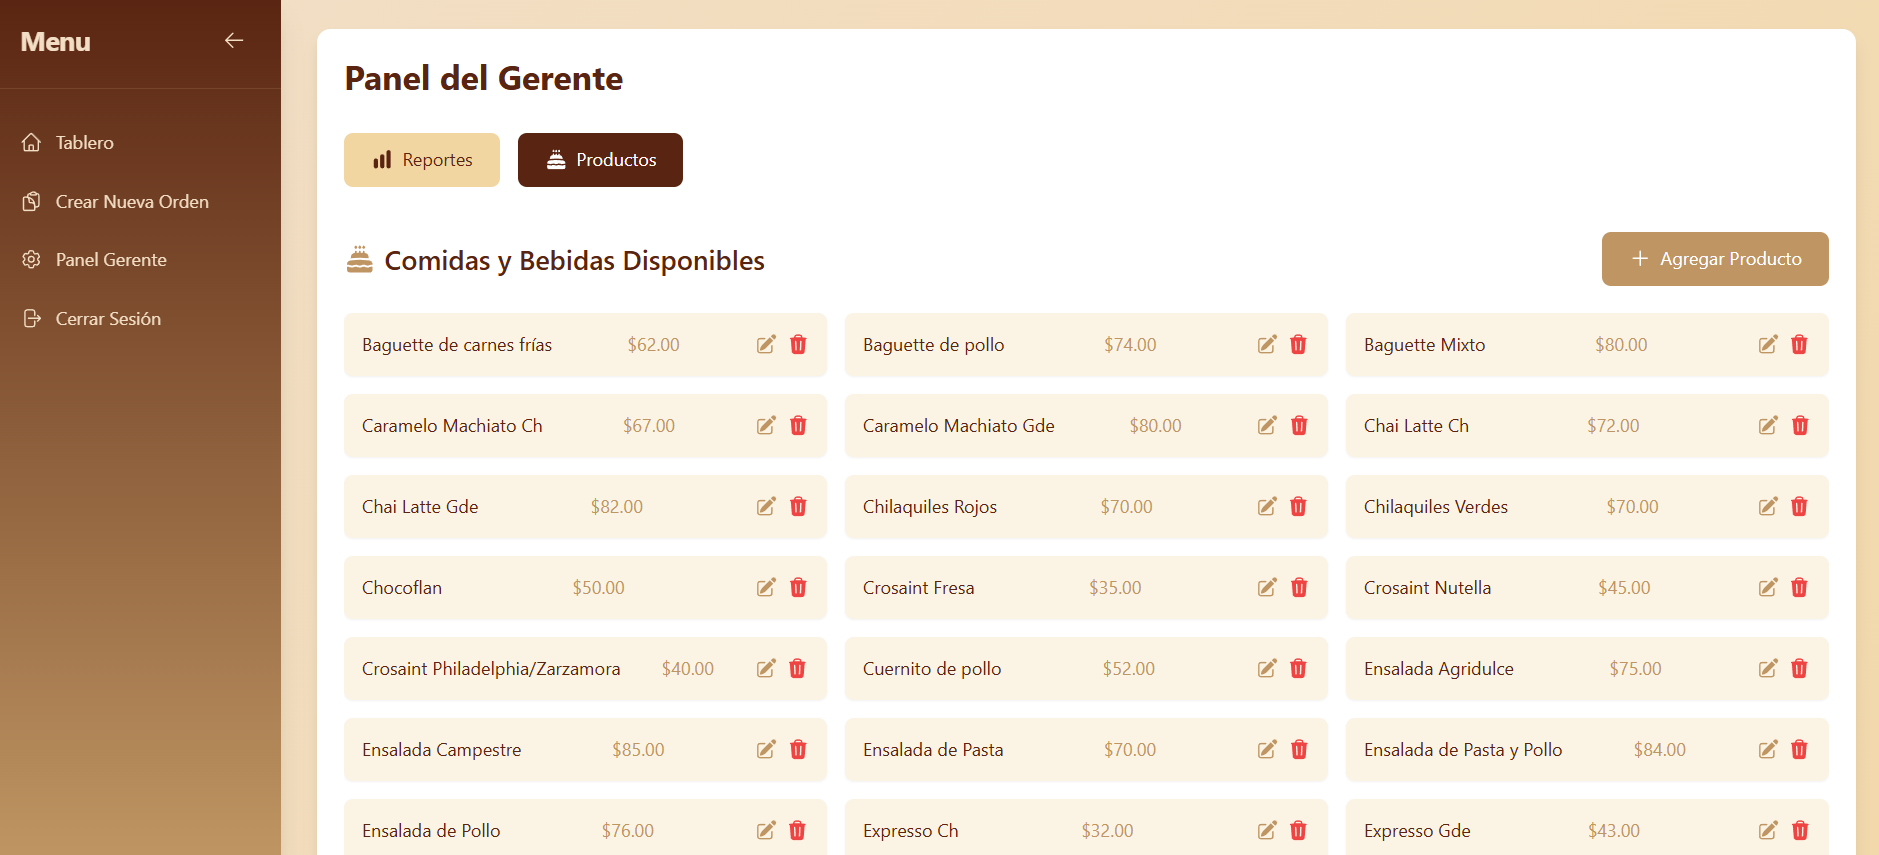 Menu
Tablero
Crear Nueva Orden
Panel Gerente
Cerrar Sesión
Panel del Gerente
Reportes
Productos
Comidas y Bebidas Disponibles
Agregar Producto
Baguette de carnes frías $62.00
Baguette de pollo $74.00
Baguette Mixto $80.00
Caramelo Machiato Ch $67.00
Caramelo Machiato Gde $80.00
Chai Latte Ch $72.00
Chai Latte Gde $82.00
Chilaquiles Rojos $70.00
Chilaquiles Verdes $70.00
Chocoflan $50.00
Crosaint Fresa $35.00
Crosaint Nutella $45.00
Crosaint Philadelphia/Zarzamora $40.00
Cuernito de pollo $52.00
Ensalada Agridulce $75.00
Ensalada Campestre $85.00
Ensalada de Pasta $70.00
Ensalada de Pasta y Pollo $84.00
Ensalada de Pollo $76.00
Expresso Ch $32.00
Expresso Gde $43.00